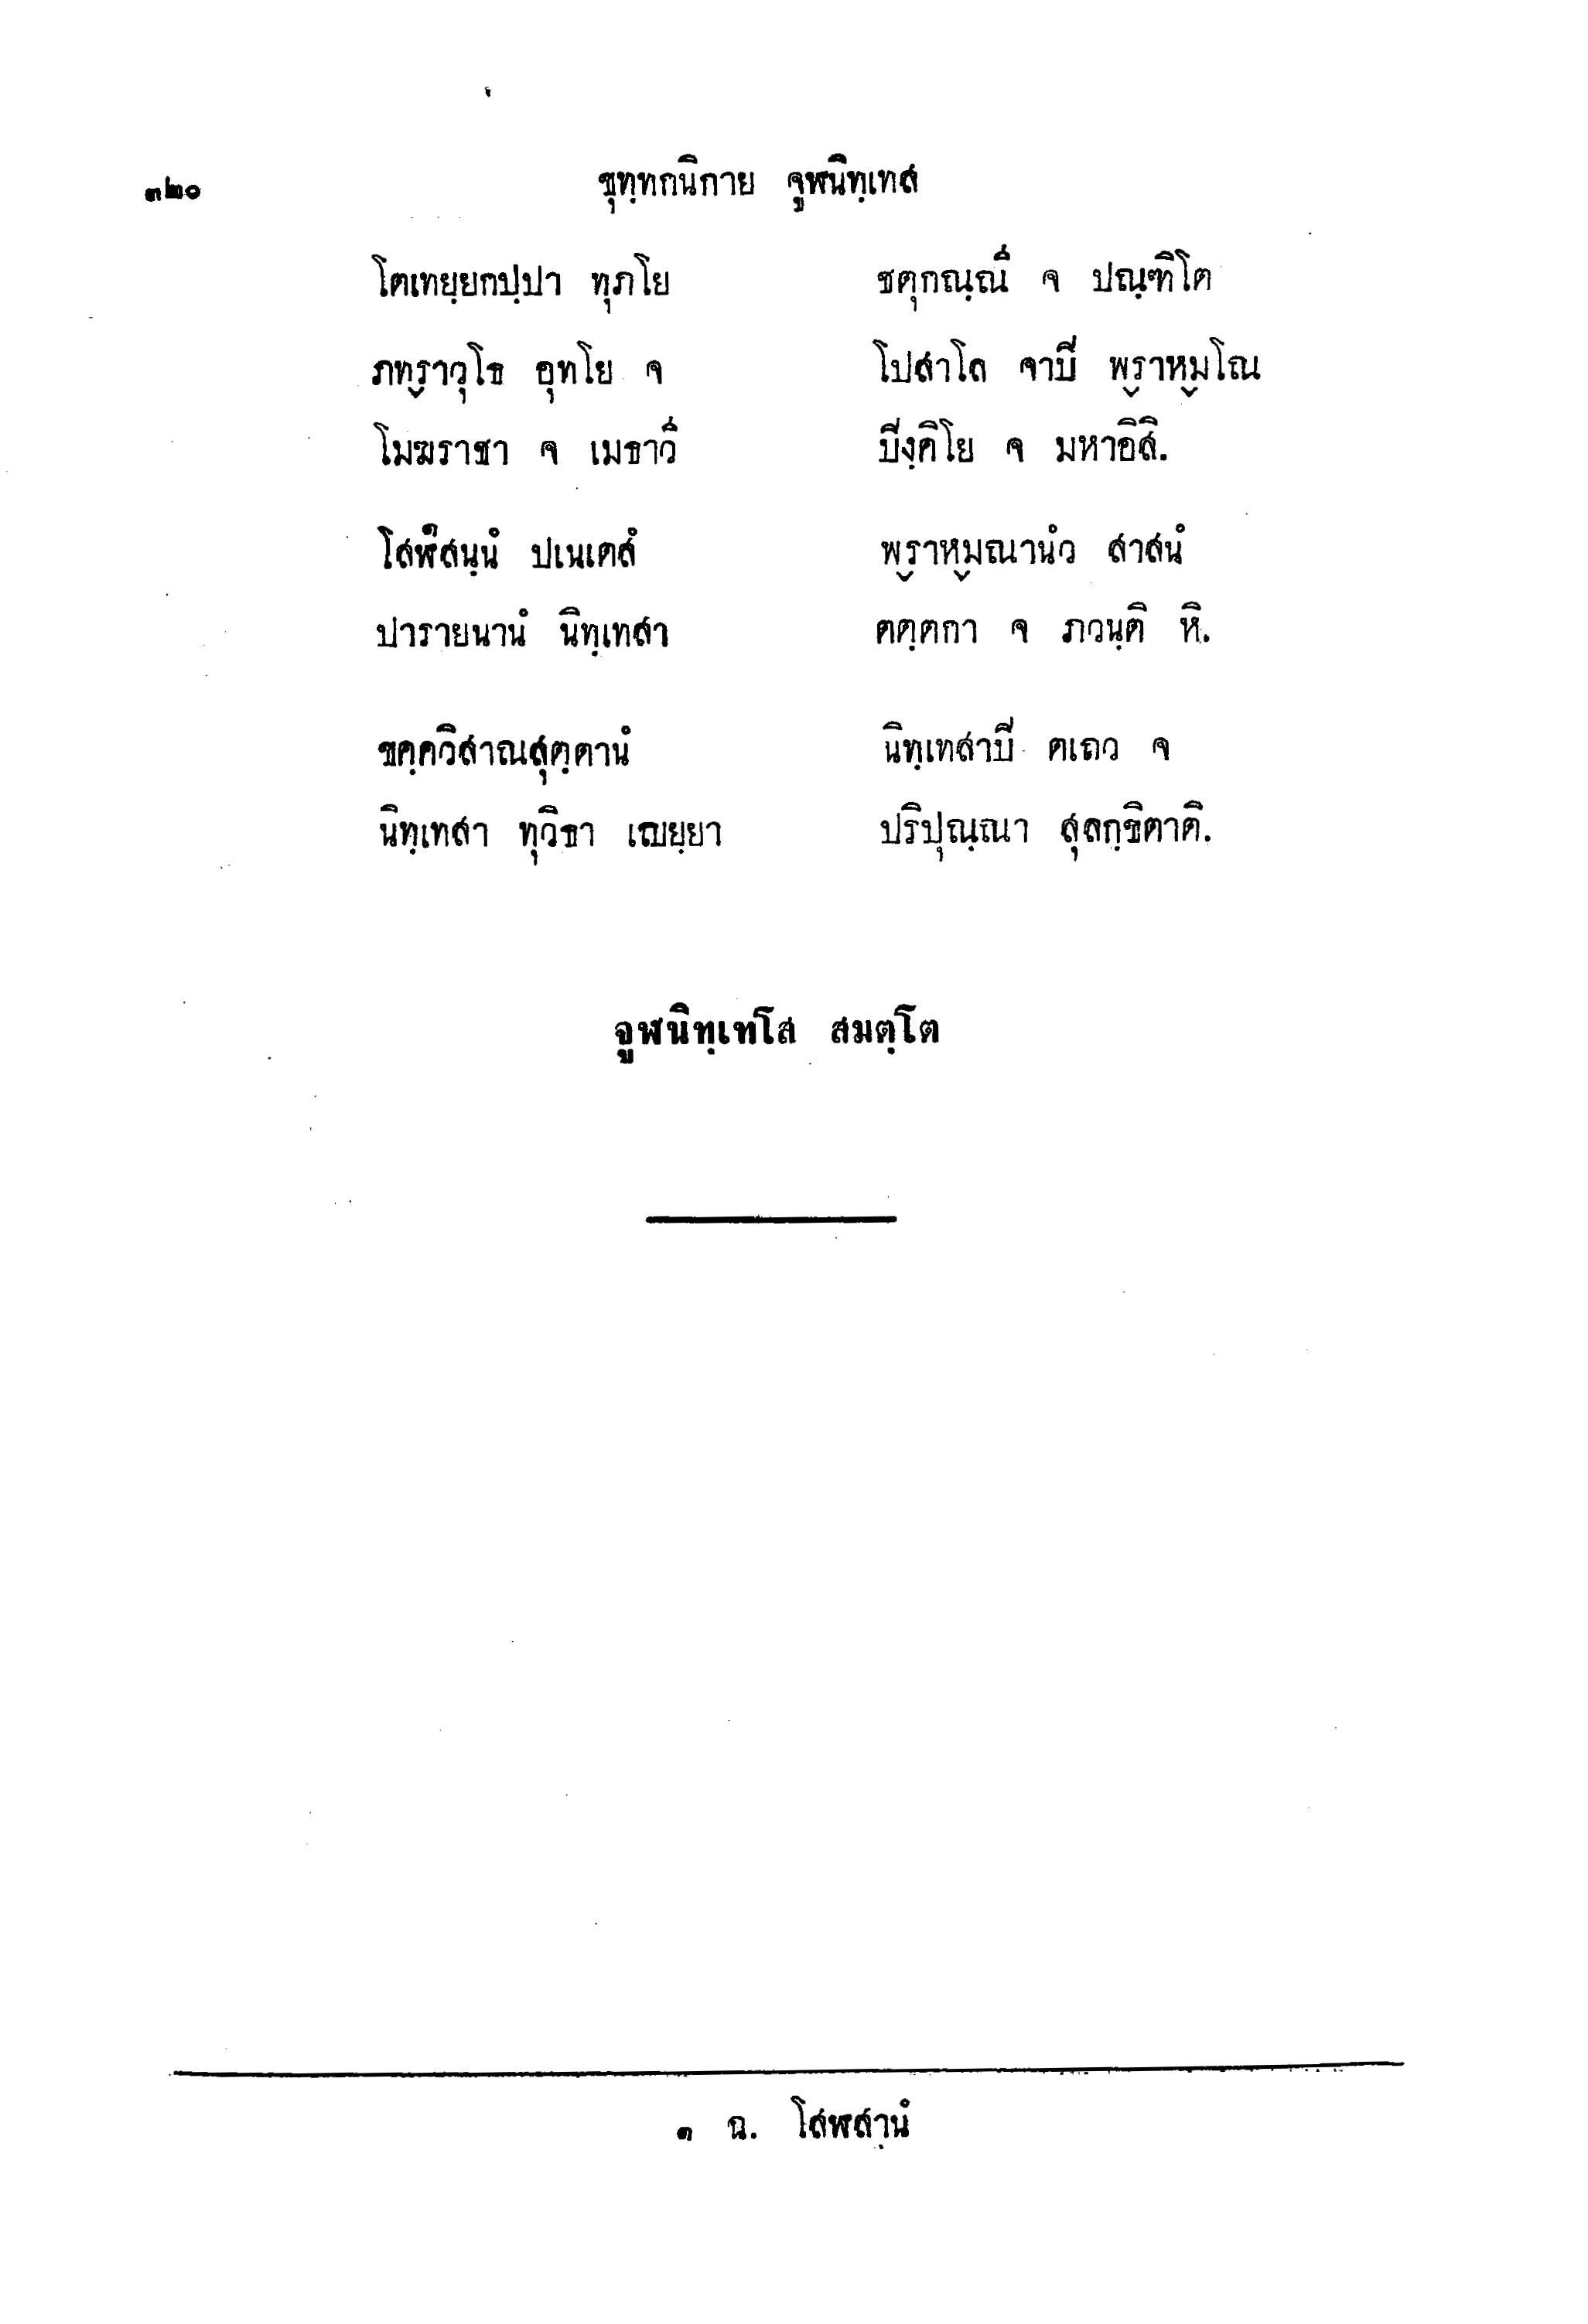 ๓๒๐ ขุทฺทกนิกาย จูฬนิทฺเทส
โตเทยฺยกปฺปา ทุภโย ชตุกณฺณี จ ปณฺฑิโต
ภทฺร๎าวุโธ อุทโย จ โปสาโล จาปิ พ๎ราห๎มโณ
โมฆราชา จ เมธาวี ปิงฺคิโย จ มหาอิสิ.
โสฬ๑สนฺนํ ปเนเตสํ พ๎ราห๎มณานํว สาสนํ
ปารายนานํ นิทฺเทสา ตตฺตกา จ ภวนฺติ หิ.
ขคฺควิสาณสุตฺตานํ นิทฺเทสาปิ ตเถว จ
นิทฺเทสา ทุวิธา เญยฺยา ปริปุณฺณา สุลกฺขิตาติ.
จูฬนิทฺเทโส สมตฺโต
๑ ฉ. โสฬสานํ